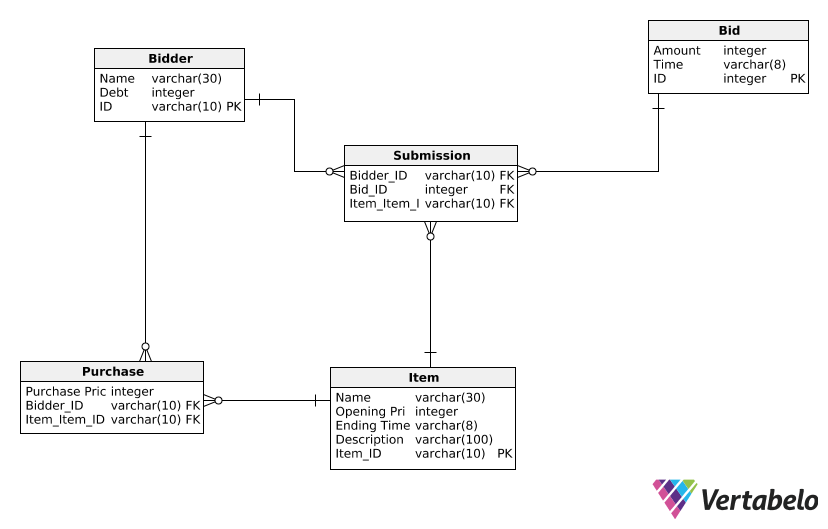 Bid
Amount integer
Time varchar(8)
ID integer PK
Bidder
Name varchar(30)
Debt integer
ID varchar(10) PK
Submission
Bidder_ID varchar(10) FK
Bid_ID integer FK
Item_Item_I varchar(10) FK
Purchase
Purchase Pric integer
Bidder_ID varchar(10) FK
Item_Item_ID varchar(10) FK
Item
Name varchar(30)
Opening Pri integer
Ending Time varchar(8)
Description varchar(100)
Item_ID varchar(10) PK
Vertabelo